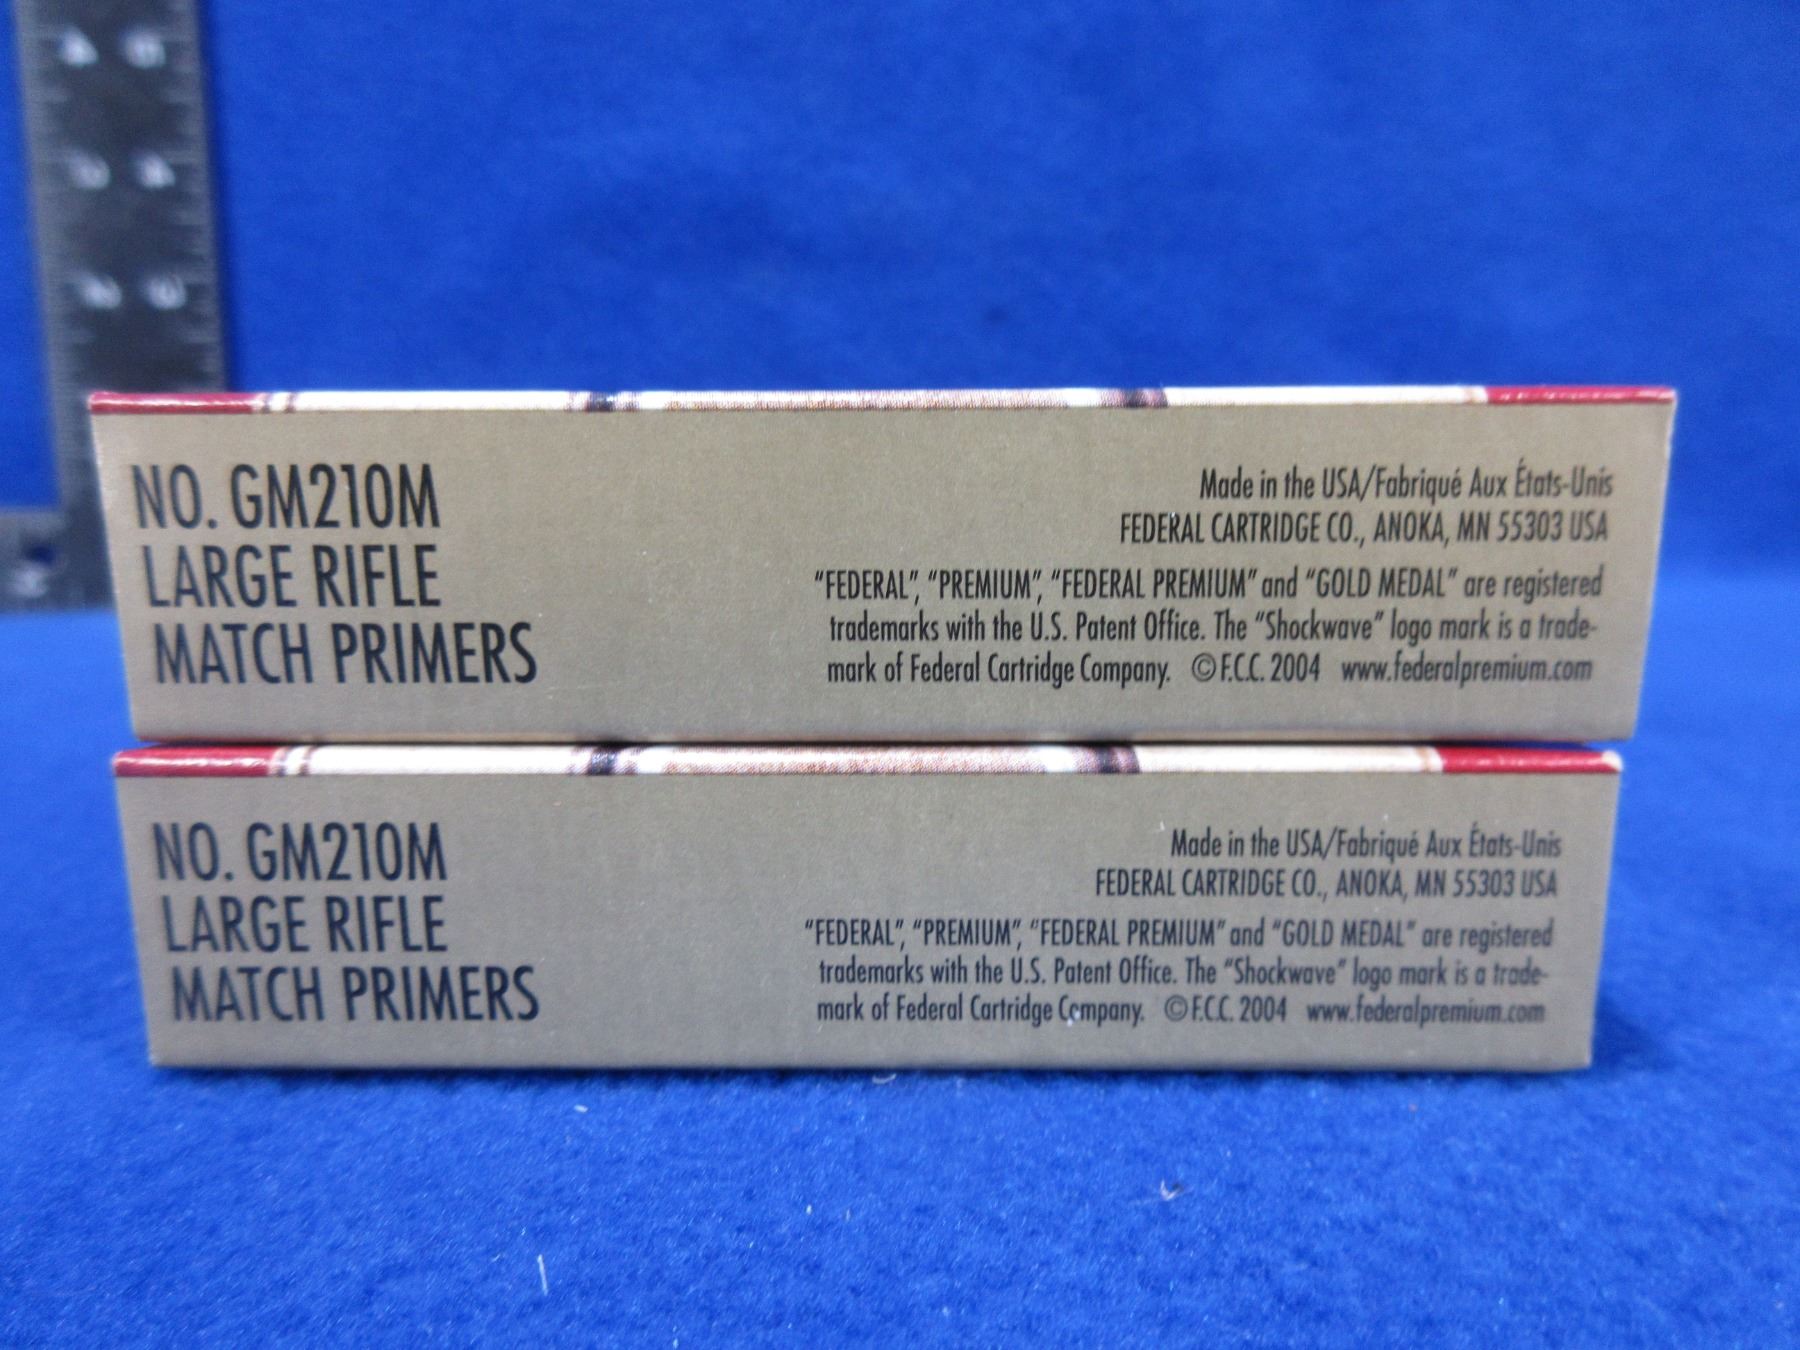 NO. GM210M
LARGE RIFLE
MATCH PRIMERS
Made in the USA/Fabriqué Aux États-Unis
FEDERAL CARTRIDGE CO., ANOKA, MN 55303 USA
“FEDERAL”, “PREMIUM”, “FEDERAL PREMIUM” and “GOLD MEDAL” are registered
trademarks with the U.S. Patent Office. The “Shockwave” logo mark is a trade-
mark of Federal Cartridge Company. ©F.C.C. 2004 www.federalpremium.com
NO. GM210M
LARGE RIFLE
MATCH PRIMERS
Made in the USA/Fabriqué Aux États-Unis
FEDERAL CARTRIDGE CO., ANOKA, MN 55303 USA
“FEDERAL”, “PREMIUM”, “FEDERAL PREMIUM” and “GOLD MEDAL” are registered
trademarks with the U.S. Patent Office. The “Shockwave” logo mark is a trade-
mark of Federal Cartridge Company. ©F.C.C. 2004 www.federalpremium.com